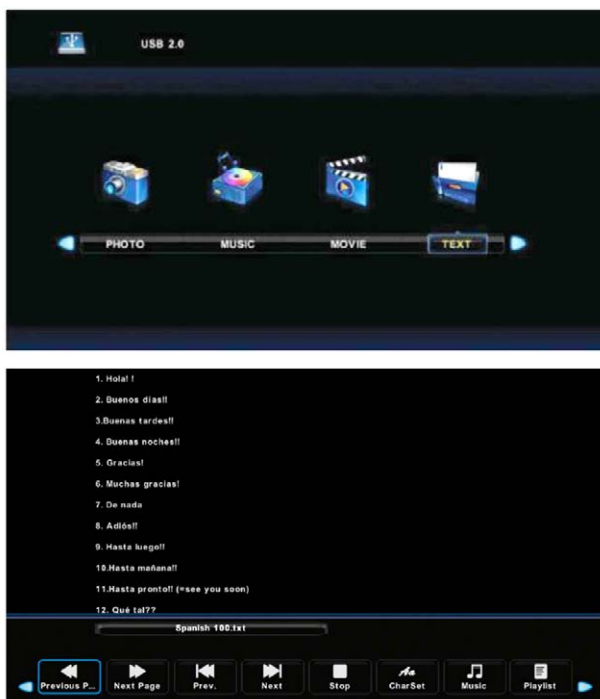 USB 2.0
PHOTO MUSIC MOVIE TEXT
1. Hola! !
2. Buenos días!!
3.Buenas tardes!!
4. Buenas noches!!
5. Gracias!
6. Muchas gracias!
7. De nada
8. Adiós!!
9. Hasta luego!!
10.Hasta mañana!!
11.Hasta pronto!! (=see you soon)
12. Qué tal??
Spanish 100.txt
Previous P... Next Page Prev. Next Stop Aa CharSet Music Playlist